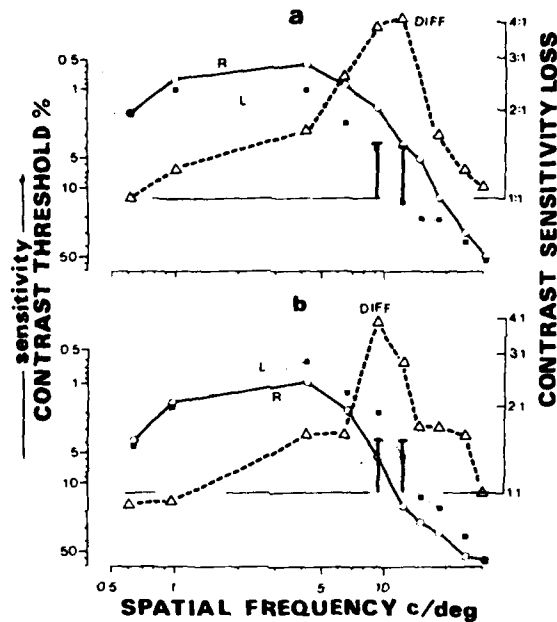 a
DIFF
4:1
3:1
2:1
1:1
0.5
1
5
10
50
R
L
b
DIFF
4:1
3:1
2:1
1:1
0.5
1
5
10
50
L
R
0.5
1
5
10
SPATIAL FREQUENCY c/deg
sensitivity
CONTRAST THRESHOLD %
CONTRAST SENSITIVITY LOSS